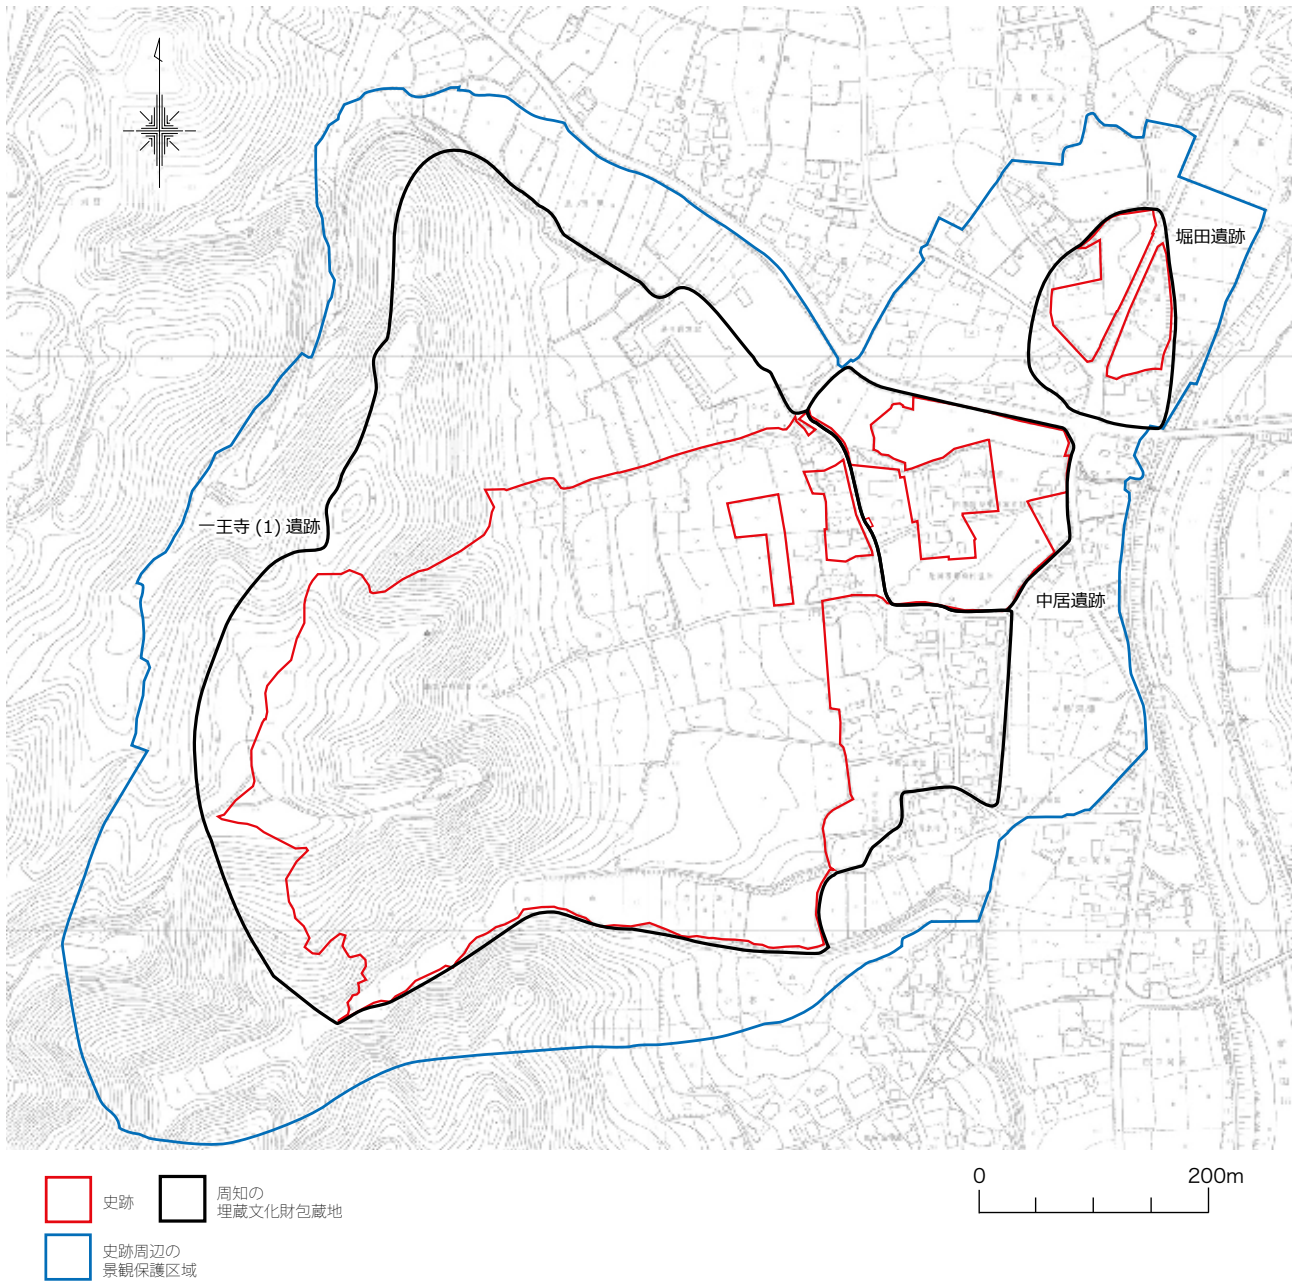 堀田遺跡
一王寺 (1) 遺跡
中居遺跡
史跡
周知の
埋蔵文化財包蔵地
史跡周辺の
景観保護区域
0
200m